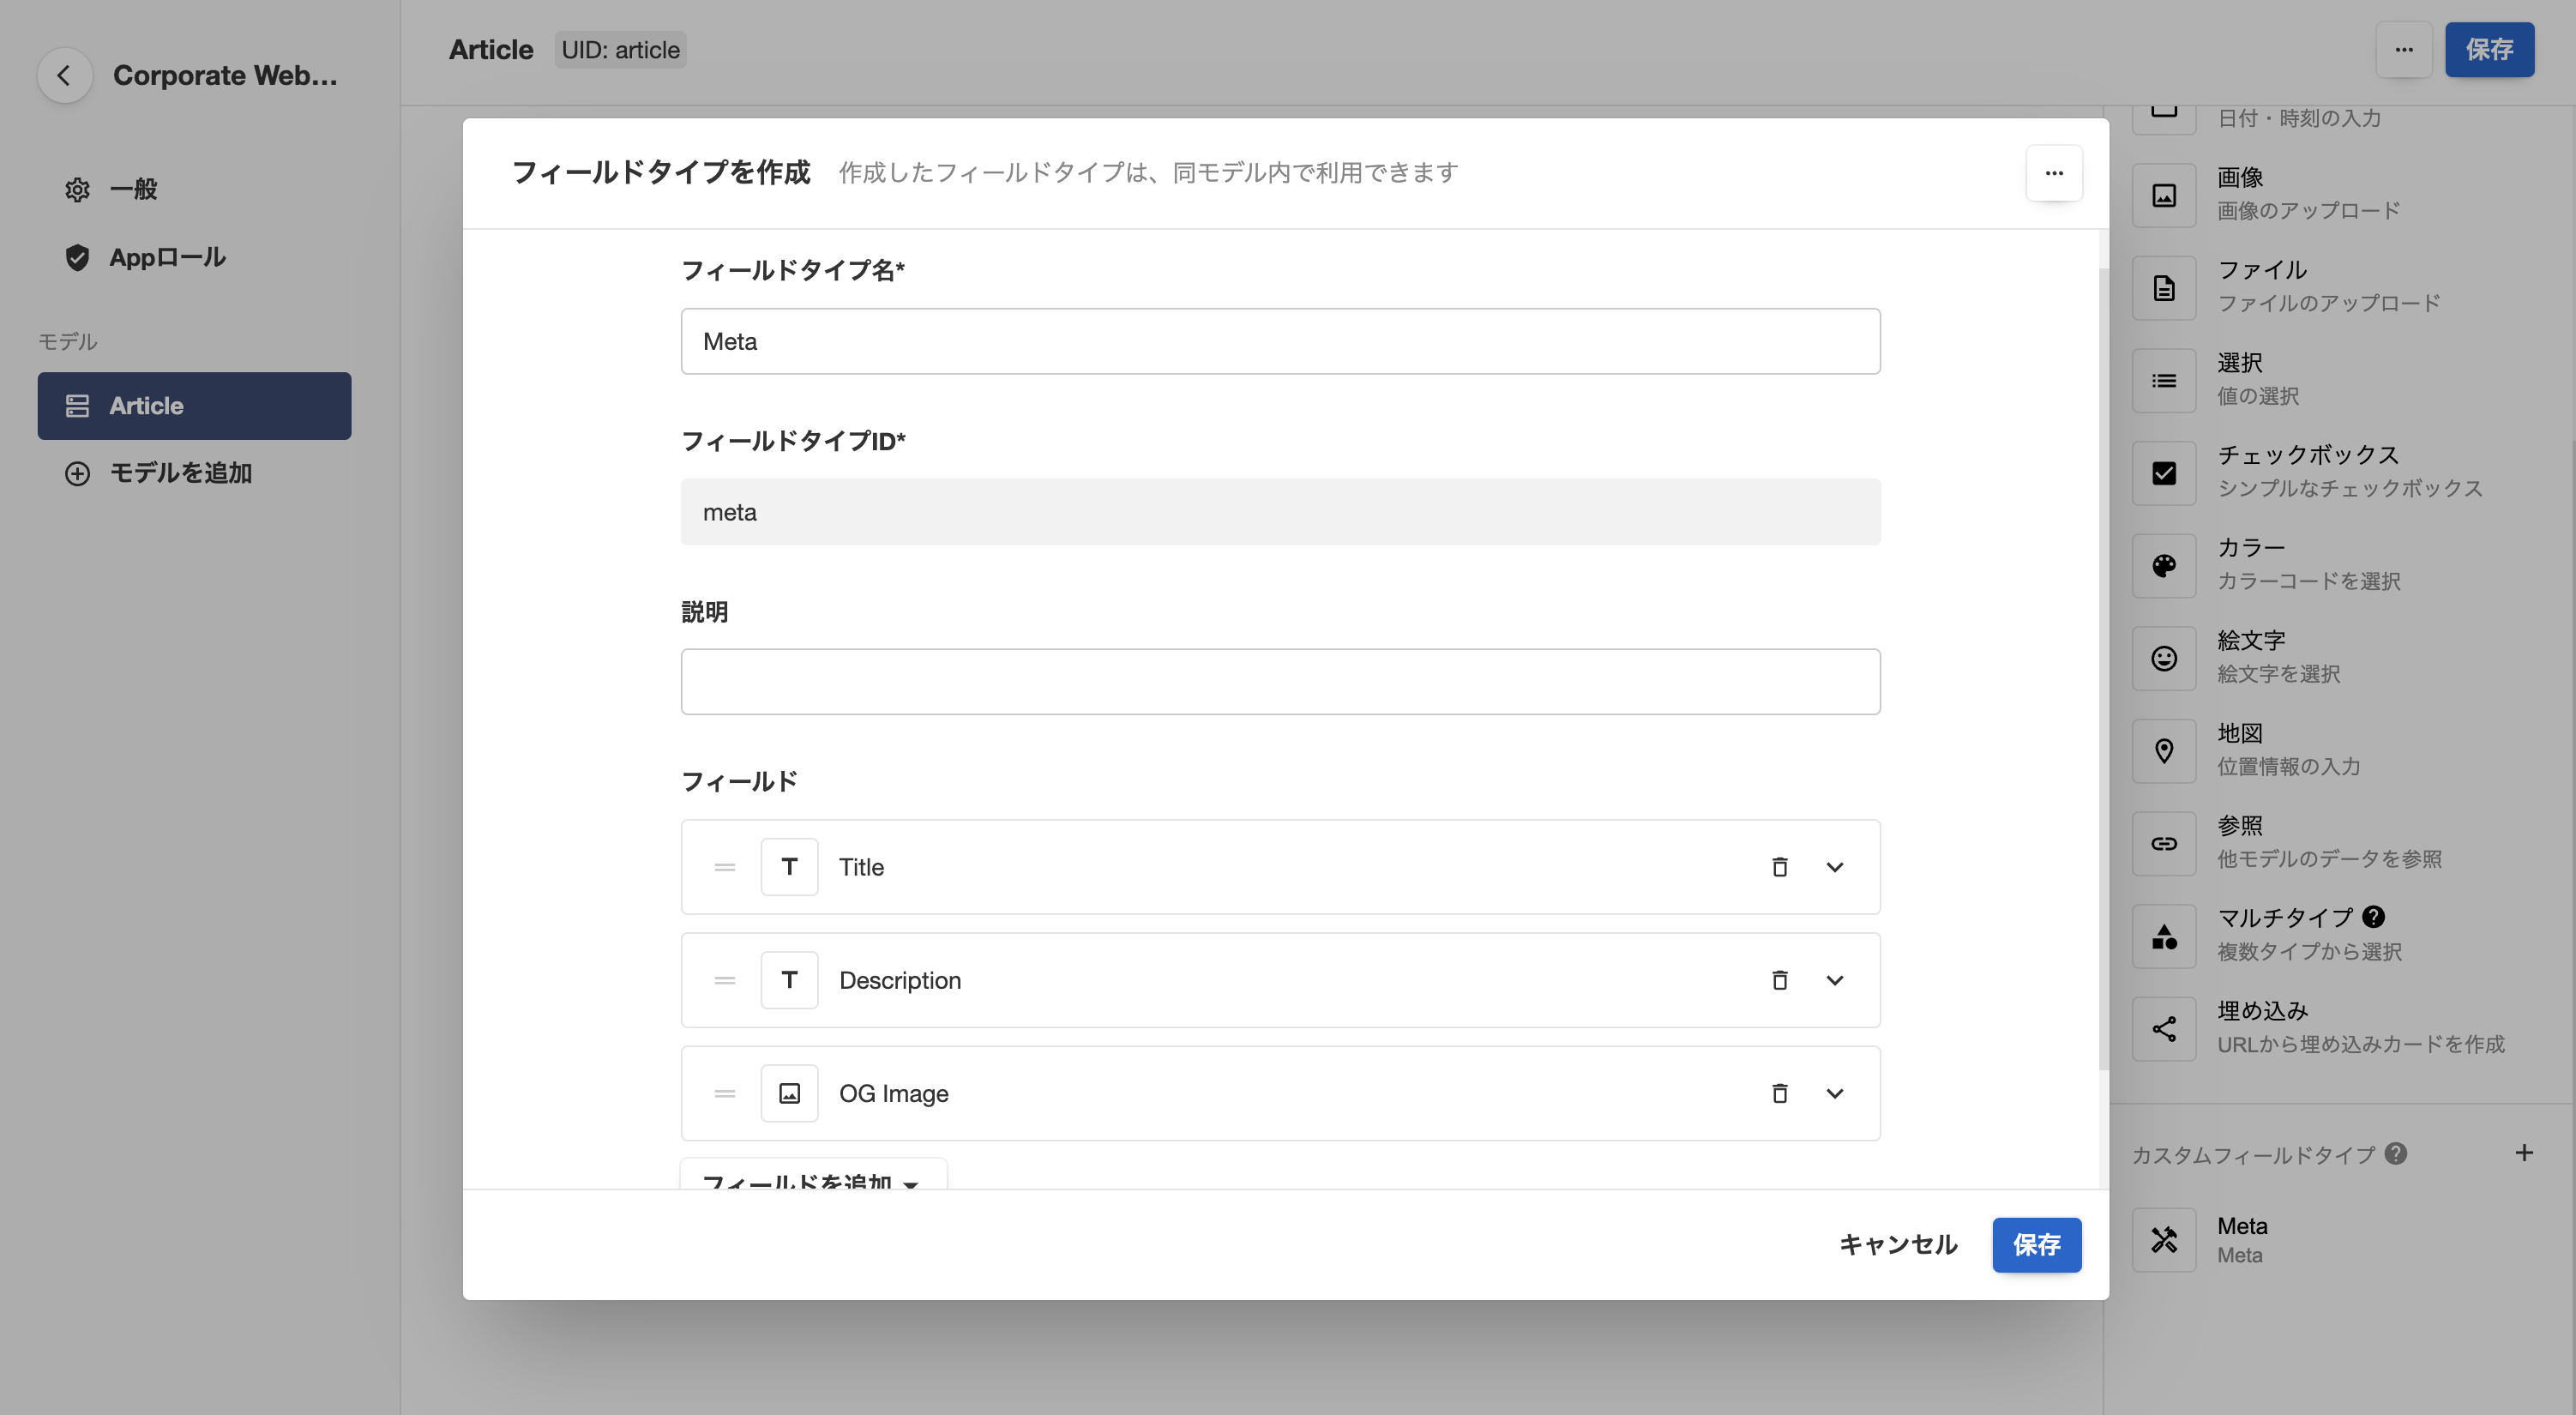 Corporate Web...
一般
Appロール
モデル
Article
モデルを追加
Article
UID: article
保存
フィールドタイプを作成
作成したフィールドタイプは、同モデル内で利用できます
フィールドタイプ名*
Meta
フィールドタイプID*
meta
説明
フィールド
Title
Description
OG Image
フィールドを追加
キャンセル
保存
日付・時刻の入力
画像
画像のアップロード
ファイル
ファイルのアップロード
選択
値の選択
チェックボックス
シンプルなチェックボックス
カラー
カラーコードを選択
絵文字
絵文字を選択
地図
位置情報の入力
参照
他モデルのデータを参照
マルチタイプ
複数タイプから選択
埋め込み
URLから埋め込みカードを作成
カスタムフィールドタイプ
Meta
Meta